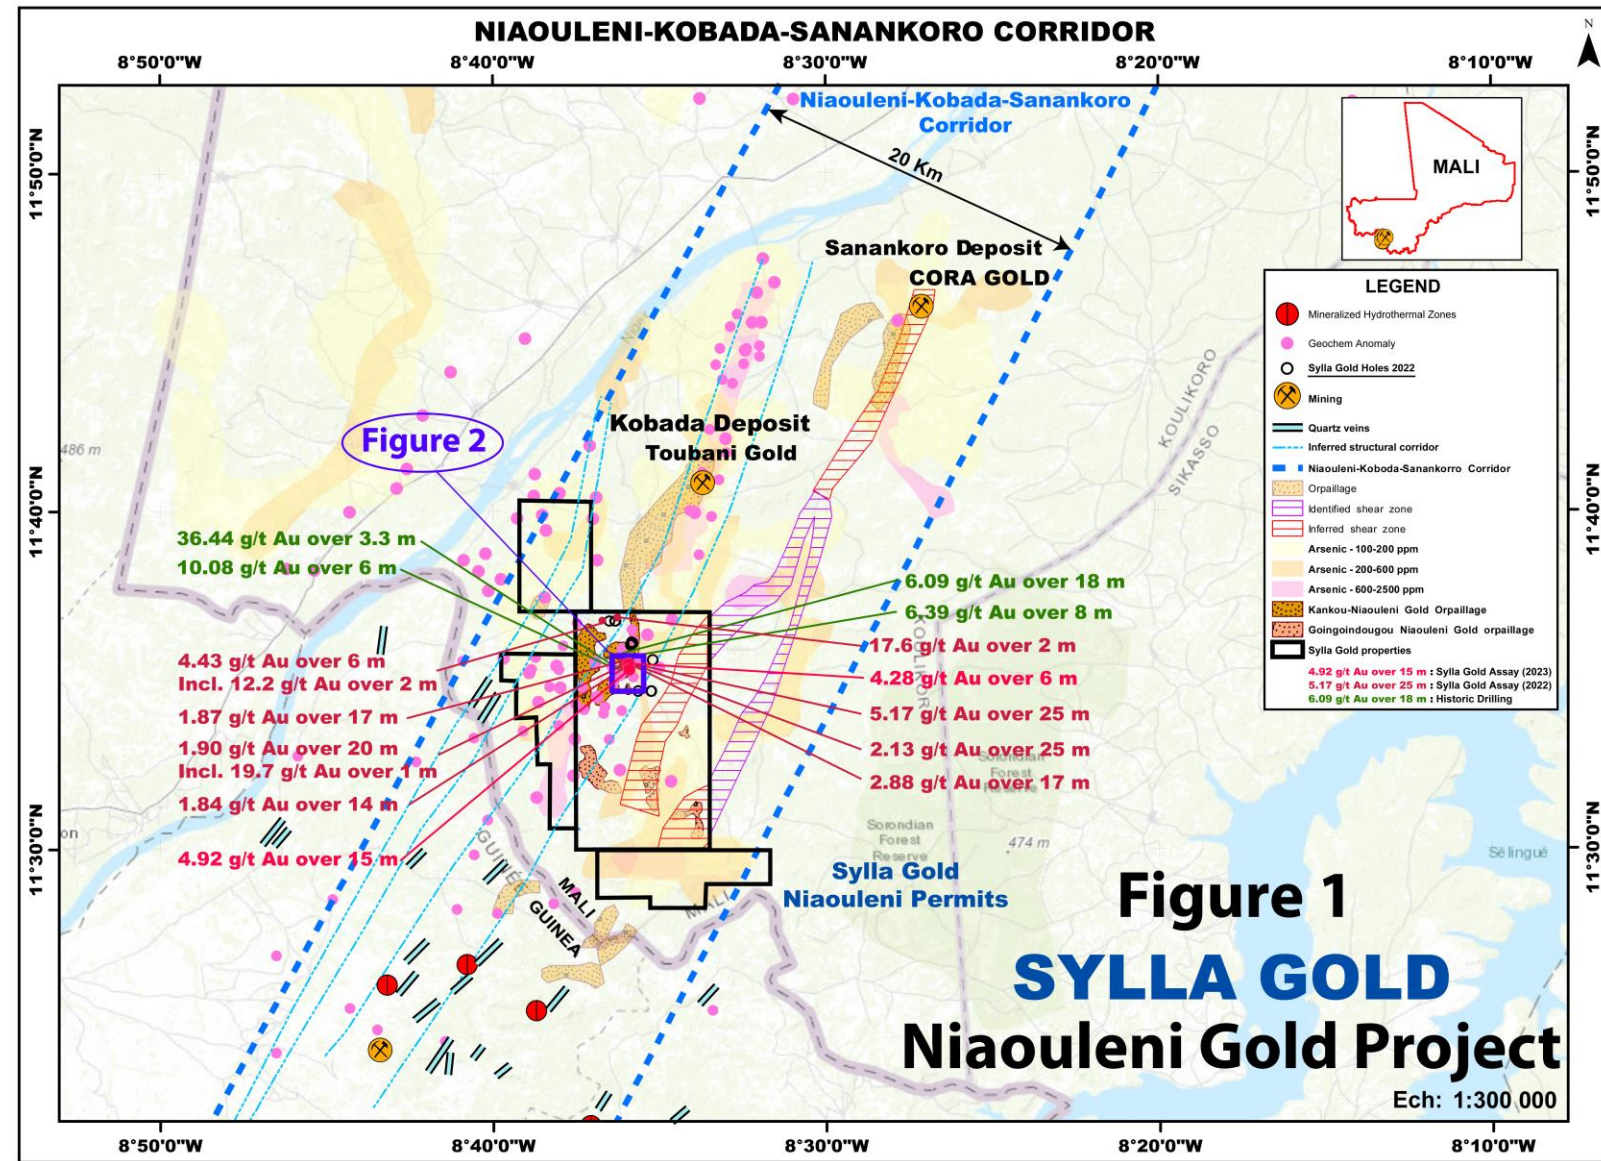 NIAOULENI-KOBADA-SANANKORO CORRIDOR
N
8°50'0"W
8°40'0"W
8°30'0"W
8°20'0"W
8°10'0"W
11°50'0"N
11°40'0"N
11°30'0"N
11°50'0"N
11°40'0"N
11°30'0"N
Niaouleni-Kobada-Sanankoro
Corridor
20 Km
MALI
Sanankoro Deposit
CORA GOLD
Kobada Deposit
Toubani Gold
Figure 2
486 m
KOULIKORO
SIKASSO
36.44 g/t Au over 3.3 m
10.08 g/t Au over 6 m
4.43 g/t Au over 6 m
Incl. 12.2 g/t Au over 2 m
1.87 g/t Au over 17 m
1.90 g/t Au over 20 m
Incl. 19.7 g/t Au over 1 m
1.84 g/t Au over 14 m
4.92 g/t Au over 15 m
6.09 g/t Au over 18 m
6.39 g/t Au over 8 m
17.6 g/t Au over 2 m
4.28 g/t Au over 6 m
5.17 g/t Au over 25 m
2.13 g/t Au over 25 m
2.88 g/t Au over 17 m
LEGEND
Mineralized Hydrothermal Zones
Geochem Anomaly
Sylla Gold Holes 2022
Mining
Quartz veins
Inferred structural corridor
Niaouleni-Koboda-Sanankorro Corridor
Orpaillage
Identified shear zone
Inferred shear zone
Arsenic - 100-200 ppm
Arsenic - 200-600 ppm
Arsenic - 600-2500 ppm
Kankou-Niaouleni Gold Orpaillage
Goingoindougou Niaouleni Gold orpaillage
Sylla Gold properties
4.92 g/t Au over 15 m : Sylla Gold Assay (2023)
5.17 g/t Au over 25 m : Sylla Gold Assay (2022)
6.09 g/t Au over 18 m : Historic Drilling
Forest
Sorondian
Forest
Reserve
474 m
Sélingué
on
GUINÉE
MALI
GUINEA
MALI
Sylla Gold
Niaouleni Permits
Figure 1
SYLLA GOLD
Niaouleni Gold Project
Ech: 1:300 000
8°50'0"W
8°40'0"W
8°30'0"W
8°20'0"W
8°10'0"W